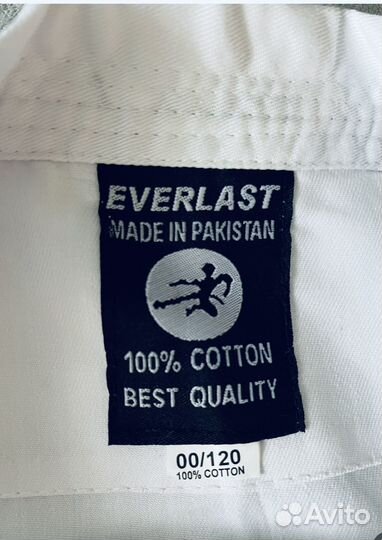 EVERLAST
MADE IN PAKISTAN
100% COTTON
BEST QUALITY
00/120
100% COTTON
Avito